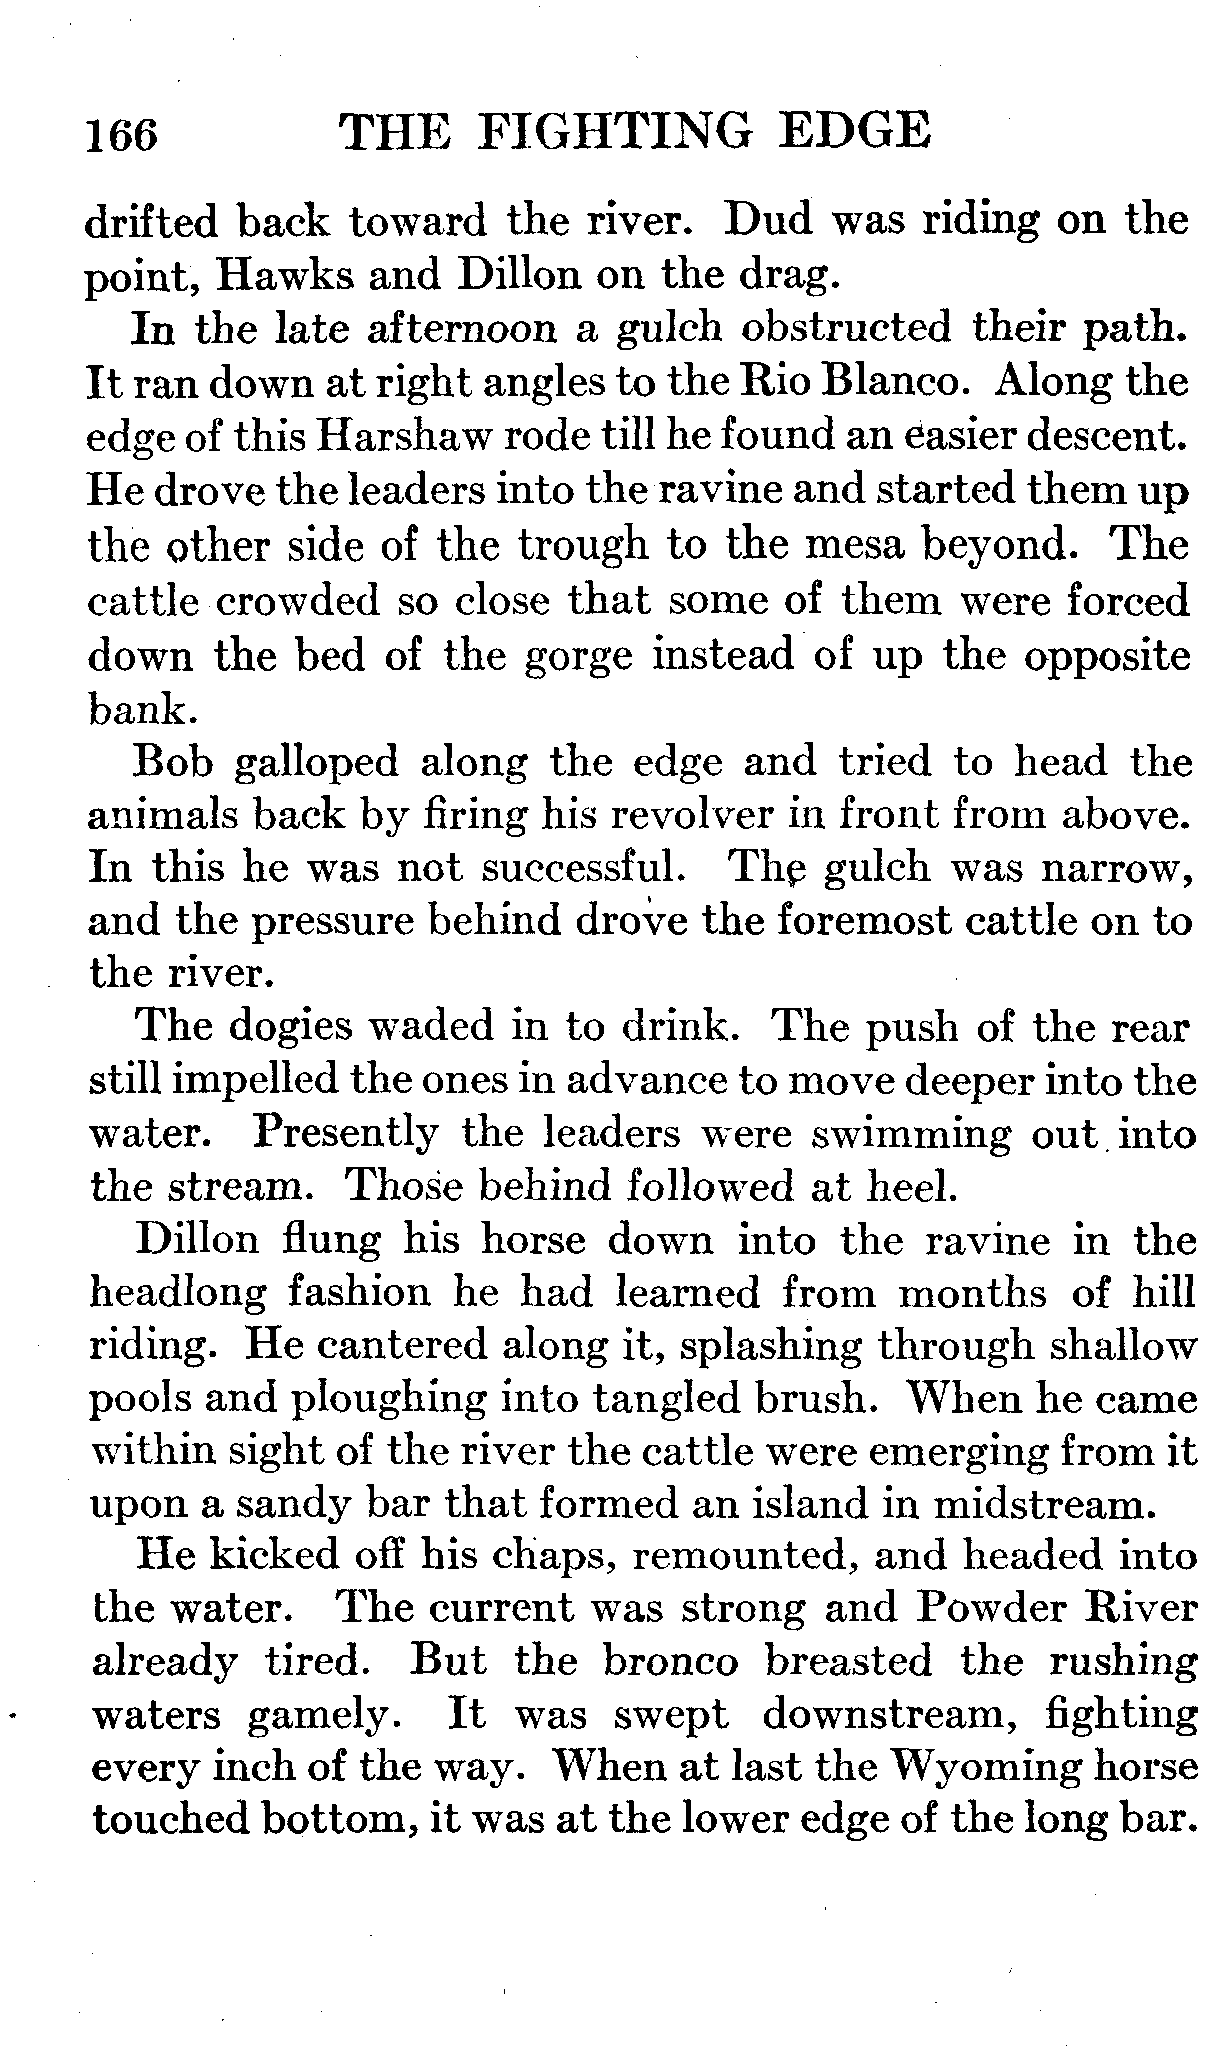 166 THE FIGHTING EDGE
drifted back toward the river. Dud was riding on the
point, Hawks and Dillon on the drag.
In the late afternoon a gulch obstructed their path.
It ran down at right angles to the Rio Blanco. Along the
edge of this Harshaw rode till he found an easier descent.
He drove the leaders into the ravine and started them up
the other side of the trough to the mesa beyond. The
cattle crowded so close that some of them were forced
down the bed of the gorge instead of up the opposite
bank.
Bob galloped along the edge and tried to head the
animals back by firing his revolver in front from above.
In this he was not successful. The gulch was narrow,
and the pressure behind drove the foremost cattle on to
the river.
The dogies waded in to drink. The push of the rear
still impelled the ones in advance to move deeper into the
water. Presently the leaders were swimming out into
the stream. Those behind followed at heel.
Dillon flung his horse down into the ravine in the
headlong fashion he had learned from months of hill
riding. He cantered along it, splashing through shallow
pools and ploughing into tangled brush. When he came
within sight of the river the cattle were emerging from it
upon a sandy bar that formed an island in midstream.
He kicked off his chaps, remounted, and headed into
the water. The current was strong and Powder River
already tired. But the bronco breasted the rushing
waters gamely. It was swept downstream, fighting
every inch of the way. When at last the Wyoming horse
touched bottom, it was at the lower edge of the long bar.